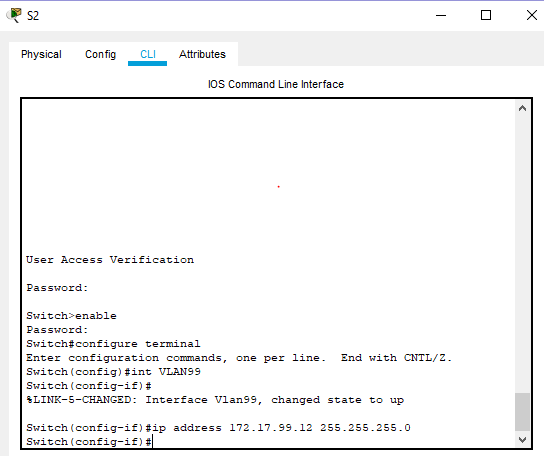 S2
Physical Config CLI Attributes
IOS Command Line Interface
User Access Verification
Password:
Switch>enable
Password:
Switch#configure terminal
Enter configuration commands, one per line.  End with CNTL/Z.
Switch(config)#int VLAN99
Switch(config-if)#
%LINK-5-CHANGED: Interface Vlan99, changed state to up
Switch(config-if)#ip address 172.17.99.12 255.255.255.0
Switch(config-if)#